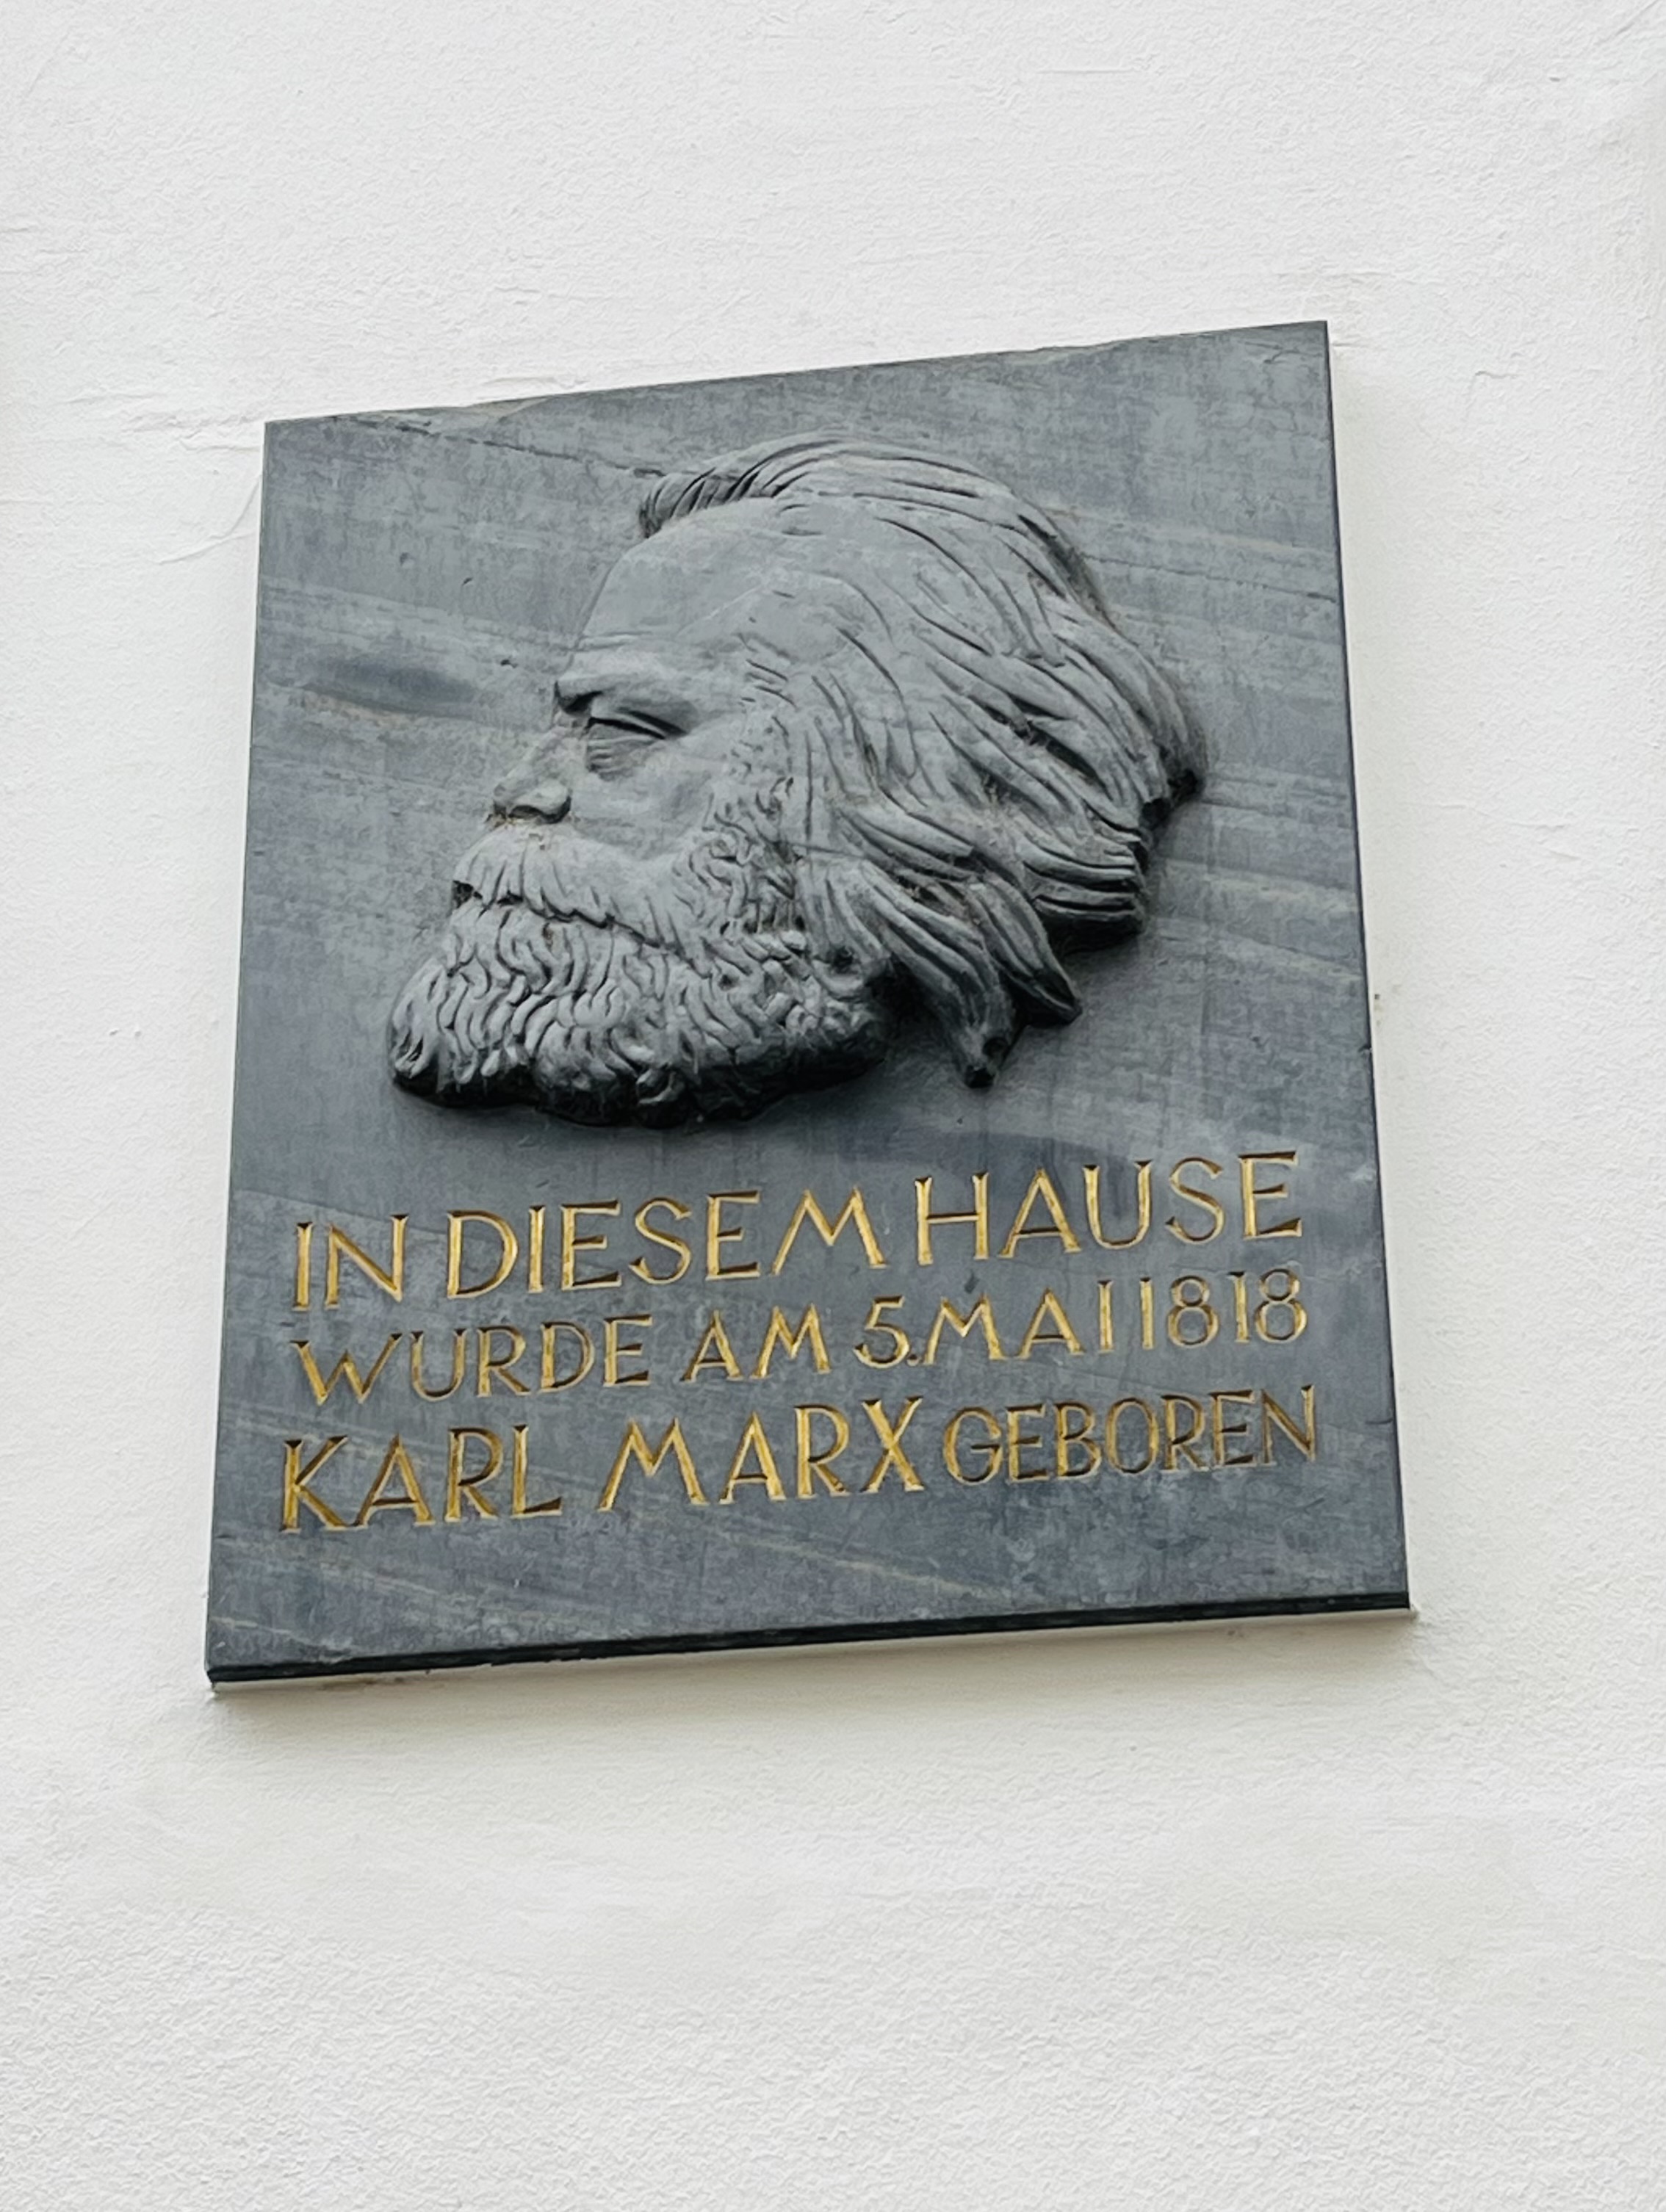 IN DIESEM HAUSE
WURDE AM 5. MAI 1818
KARL MARX GEBOREN